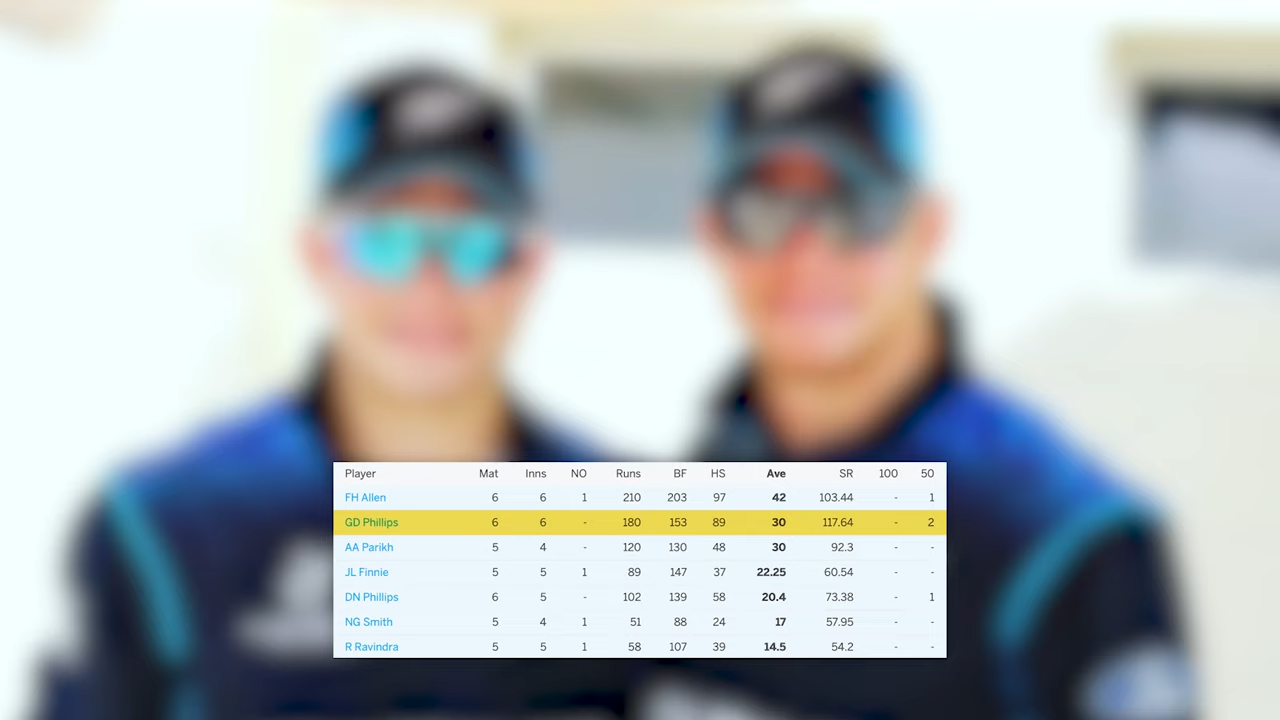 Player Mat Inns NO Runs BF HS Ave SR 100 50
FH Allen 6 6 1 210 203 97 42 103.44 - 1
GD Phillips 6 6 - 180 153 89 30 117.64 - 2
AA Parikh 5 4 - 120 130 48 30 92.3 - -
JL Finnie 5 5 1 89 147 37 22.25 60.54 - -
DN Phillips 6 5 - 102 139 58 20.4 73.38 - 1
NG Smith 5 4 1 51 88 24 17 57.95 - -
R Ravindra 5 5 1 58 107 39 14.5 54.2 - -